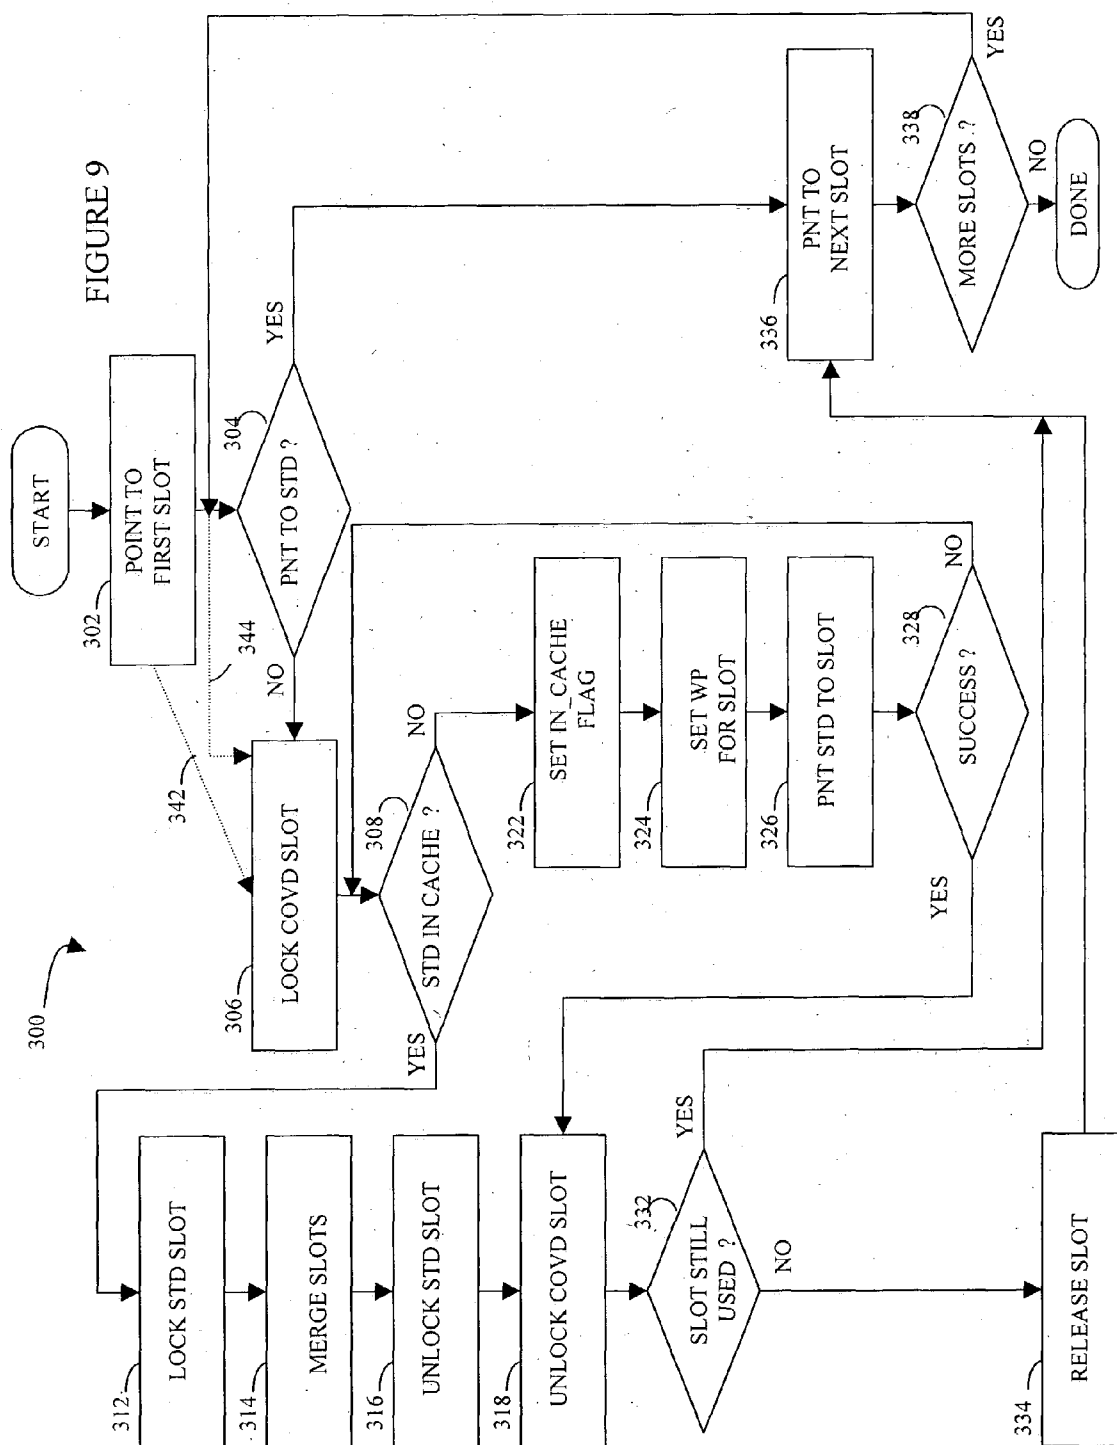 FIGURE 9
300
START
302
POINT TO
FIRST SLOT
342
344
304
PNT TO STD ?
YES
NO
306
LOCK COVD SLOT
308
STD IN CACHE ?
YES
NO
312
LOCK STD SLOT
314
MERGE SLOTS
316
UNLOCK STD SLOT
318
UNLOCK COVD SLOT
322
SET IN_CACHE
FLAG
324
SET WP
FOR SLOT
326
PNT STD TO SLOT
328
SUCCESS ?
YES
NO
332
SLOT STILL
USED ?
YES
NO
334
RELEASE SLOT
336
PNT TO
NEXT SLOT
338
MORE SLOTS ?
YES
NO
DONE